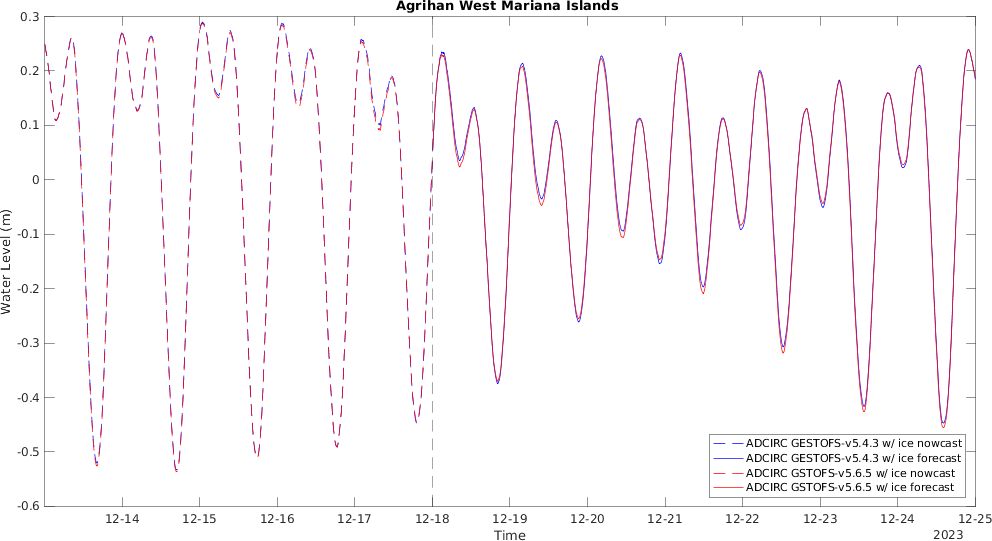 Agrihan West Mariana Islands
0.3
0.2
0.1
0
-0.1
-0.2
-0.3
-0.4
-0.5
-0.6
Water Level (m)
ADCIRC GESTOFS-v5.4.3 w/ ice nowcast
ADCIRC GESTOFS-v5.4.3 w/ ice forecast
ADCIRC GSTOFS-v5.6.5 w/ ice nowcast
ADCIRC GSTOFS-v5.6.5 w/ ice forecast
12-14 12-15 12-16 12-17 12-18 12-19 12-20 12-21 12-22 12-23 12-24 12-25
Time
2023